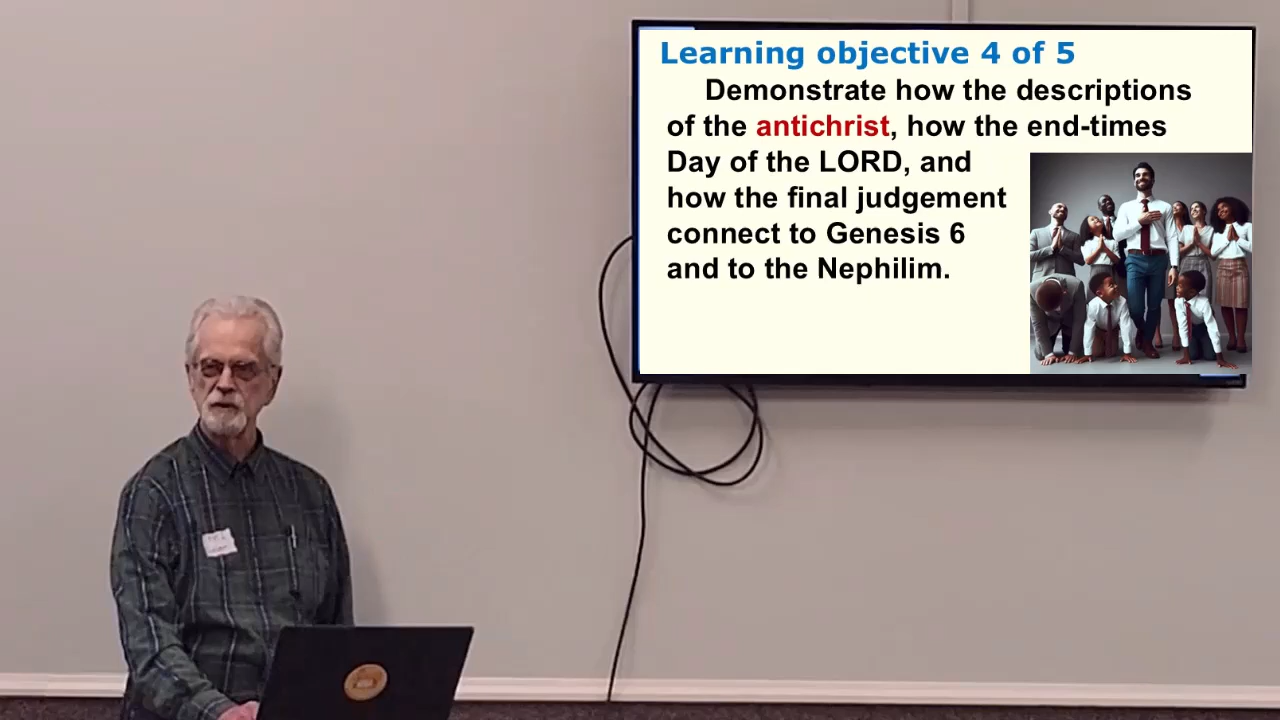 Learning objective 4 of 5
Demonstrate how the descriptions
of the antichrist, how the end-times
Day of the LORD, and
how the final judgement
connect to Genesis 6
and to the Nephilim.